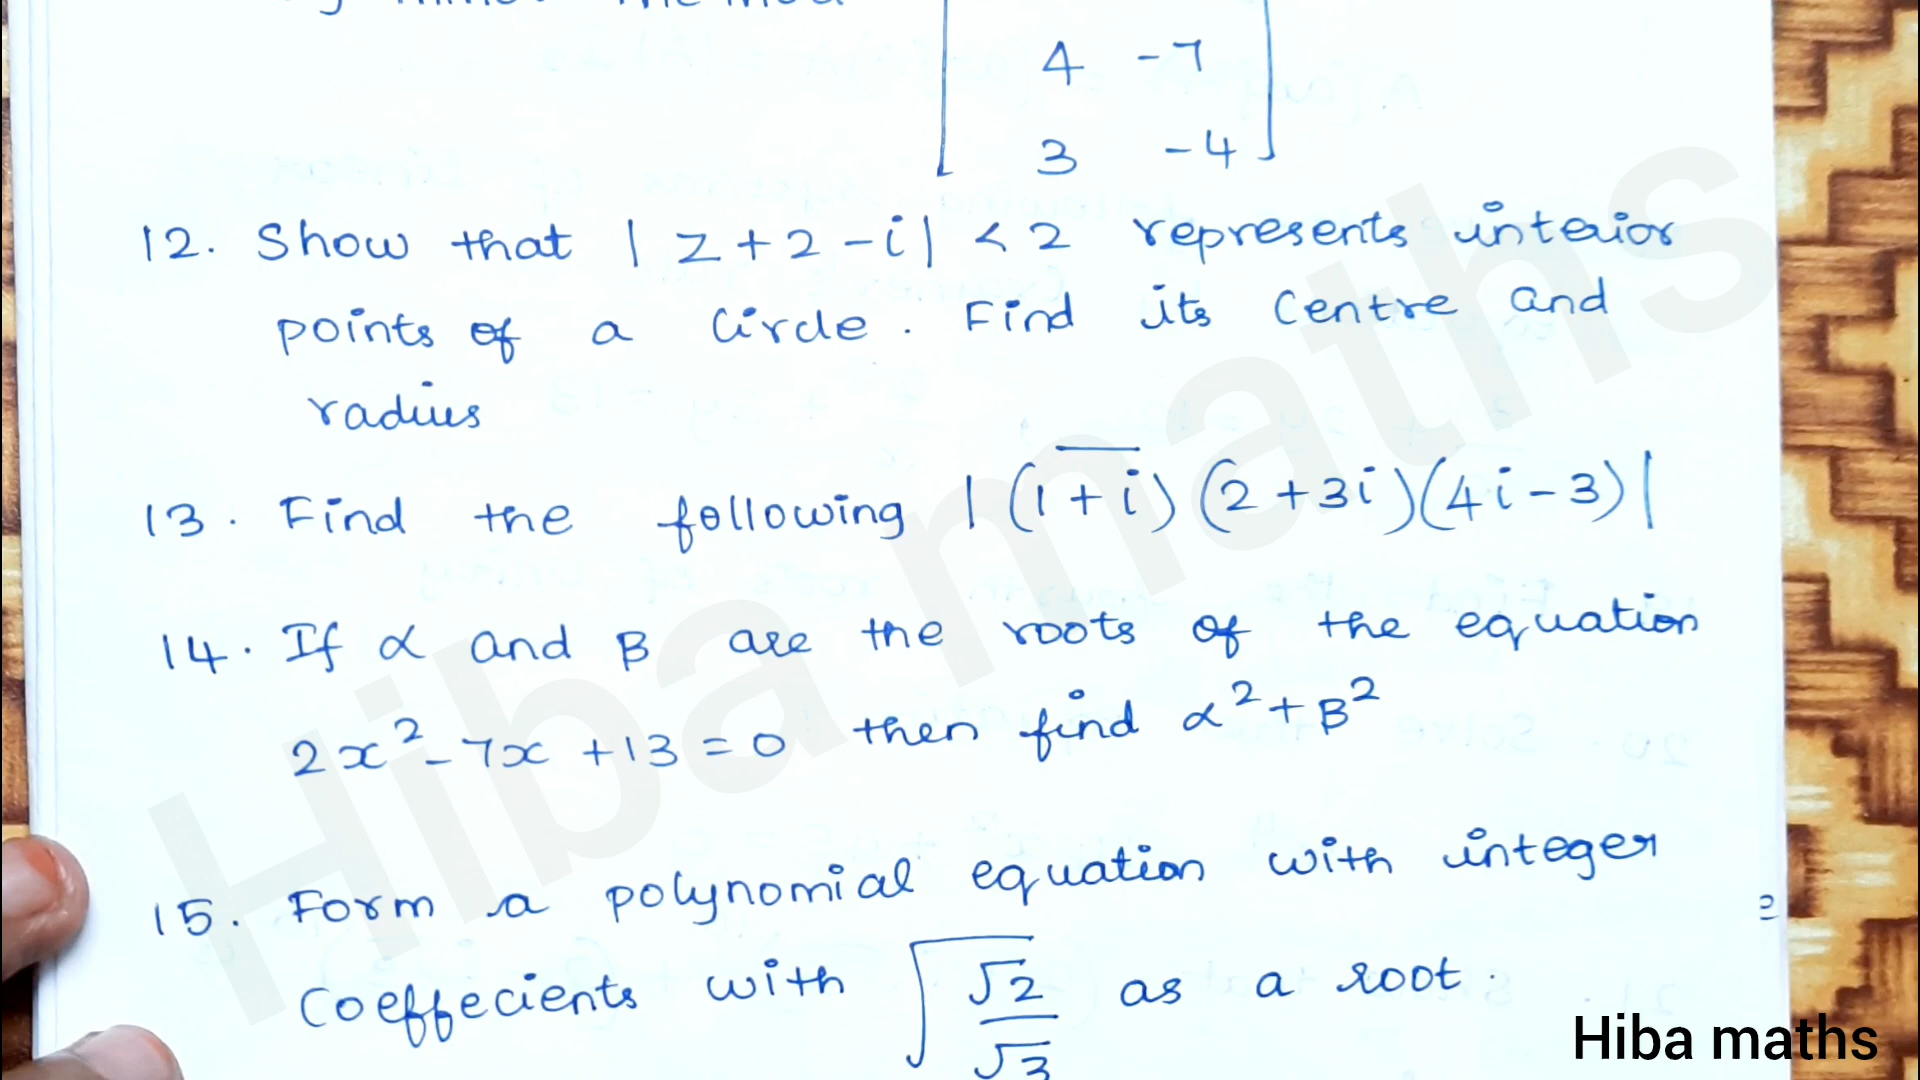 4 -7
3 -4
12. Show that |z+2-i| < 2 represents interior
points of a Circle. Find its Centre and
radius
13. Find the following |(\overline{1+i})(2+3i)(4i-3)|
14. If α and β are the roots of the equation
2x²-7x+13=0 then find α²+β²
15. Form a polynomial equation with integer
Coeffecients with √(√2/√3) as a root.
Hiba maths
Hiba maths